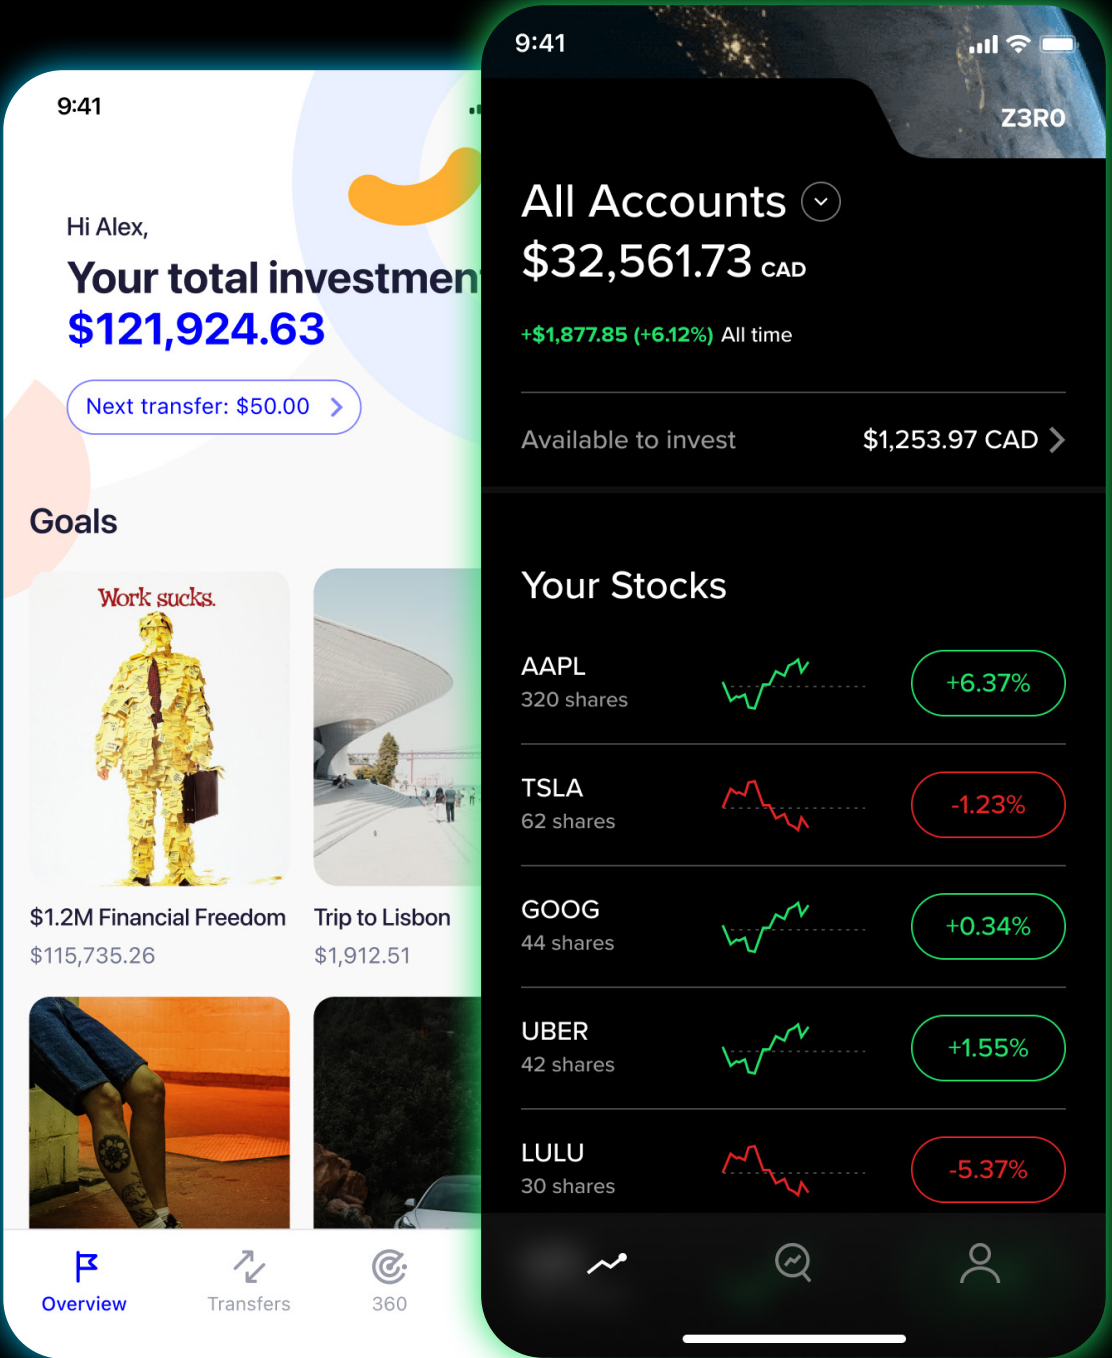 9:41
Hi Alex,
Your total investmen
$121,924.63
Next transfer: $50.00
Goals
Work sucks.
$1.2M Financial Freedom
$115,735.26
Trip to Lisbon
$1,912.51
Overview
Transfers
360
9:41
Z3R0
All Accounts
$32,561.73 CAD
+$1,877.85 (+6.12%) All time
Available to invest $1,253.97 CAD
Your Stocks
AAPL
320 shares
+6.37%
TSLA
62 shares
-1.23%
GOOG
44 shares
+0.34%
UBER
42 shares
+1.55%
LULU
30 shares
-5.37%